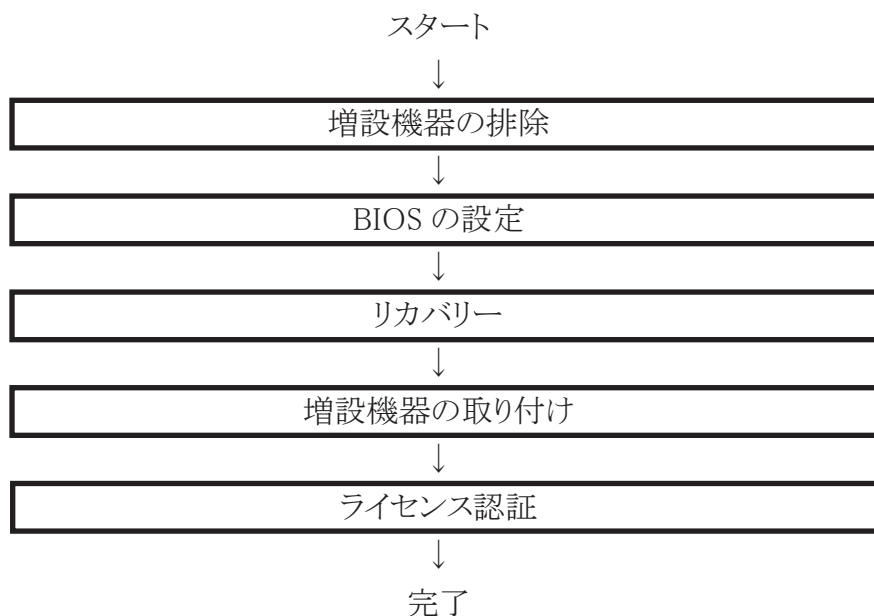 スタート
↓
増設機器の排除
↓
BIOS の設定
↓
リカバリー
↓
増設機器の取り付け
↓
ライセンス認証
↓
完了